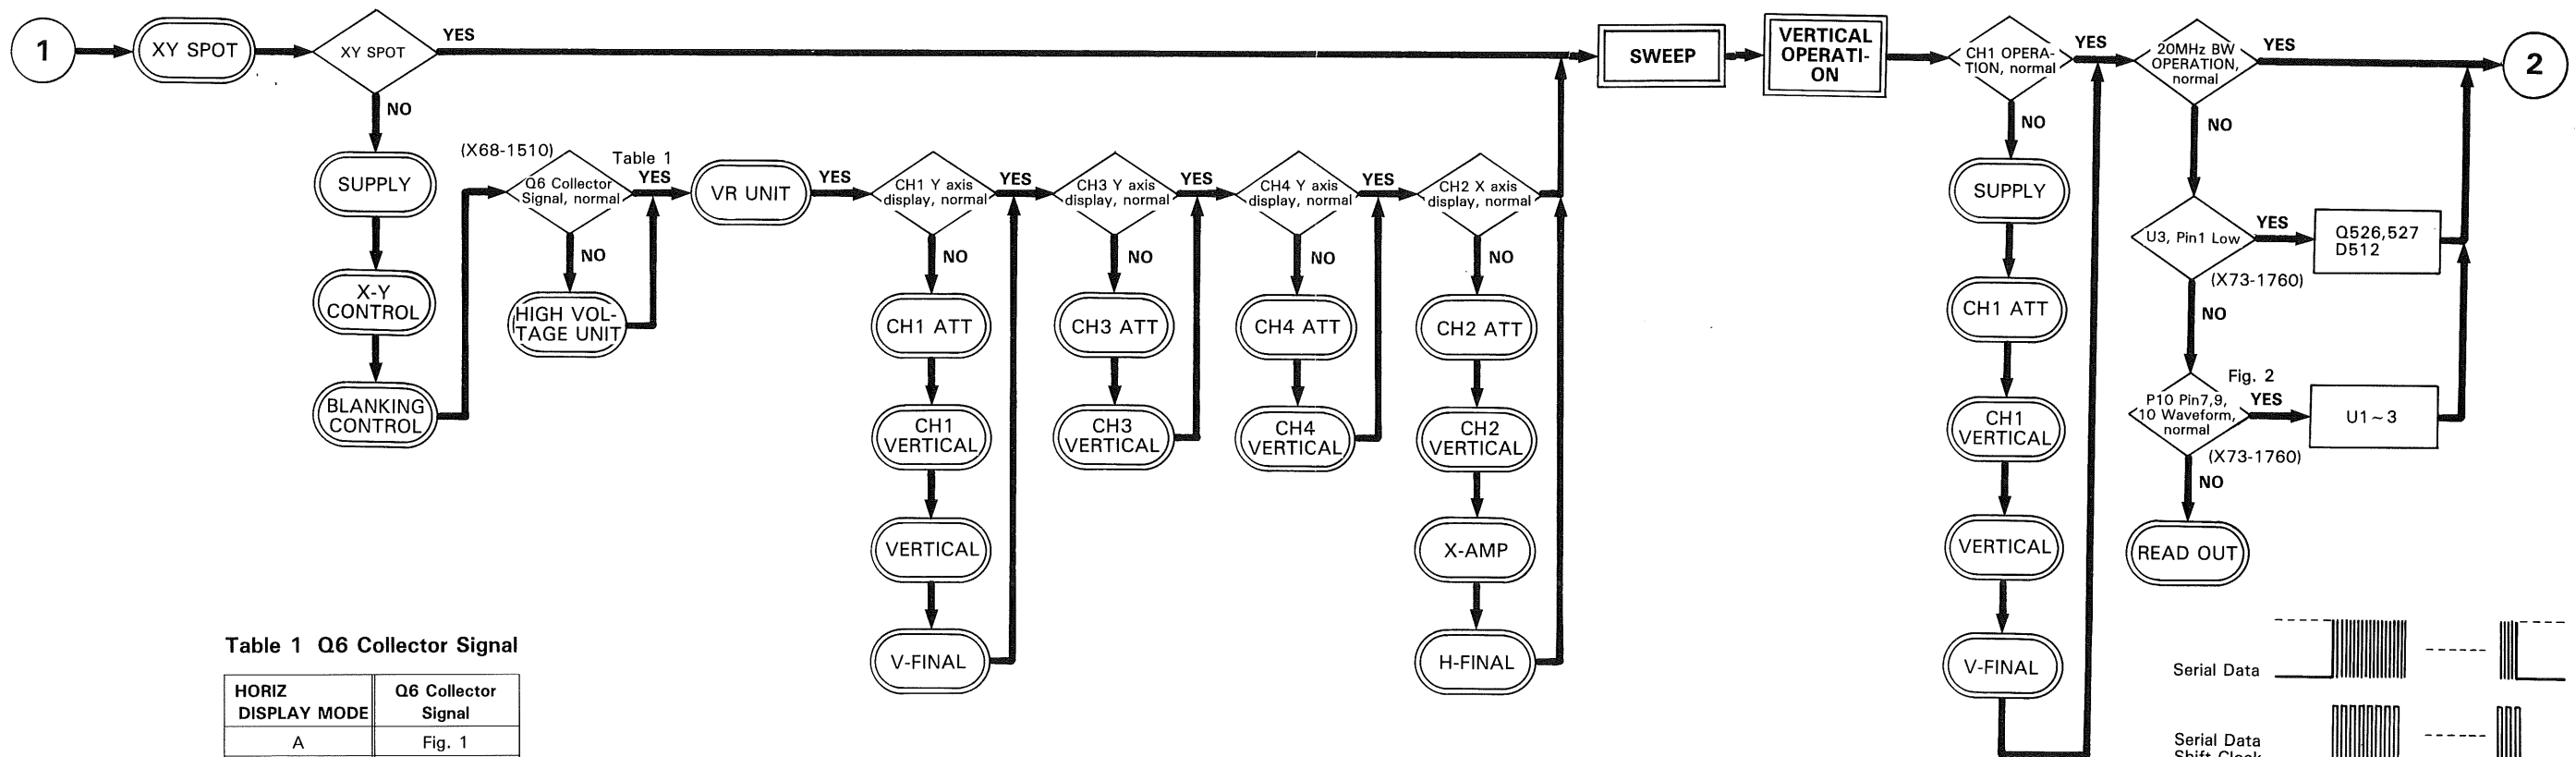 1
XY SPOT
XY SPOT
YES
NO
SUPPLY
X-Y
CONTROL
BLANKING
CONTROL
(X68-1510)
Q6 Collector
Signal, normal
Table 1
YES
NO
HIGH VOL-
TAGE UNIT
VR UNIT
YES
CH1 Y axis
display, normal
YES
NO
CH1 ATT
CH1
VERTICAL
VERTICAL
V-FINAL
CH3 Y axis
display, normal
YES
NO
CH3 ATT
CH3
VERTICAL
CH4 Y axis
display, normal
YES
NO
CH4 ATT
CH4
VERTICAL
CH2 X axis
display, normal
NO
CH2 ATT
CH2
VERTICAL
X-AMP
H-FINAL
SWEEP
VERTICAL
OPERATI-
ON
CH1 OPERA-
TION, normal
YES
NO
SUPPLY
CH1 ATT
CH1
VERTICAL
VERTICAL
V-FINAL
20MHz BW
OPERATION,
normal
YES
NO
2
U3, Pin1 Low
YES
(X73-1760)
NO
Q526,527
D512
Fig. 2
P10 Pin7,9,
10 Waveform,
normal
YES
(X73-1760)
NO
U1~3
READ OUT
Table 1 Q6 Collector Signal
HORIZ
DISPLAY MODE
Q6 Collector
Signal
A
Fig. 1
Serial Data
Serial Data
Shift Clock